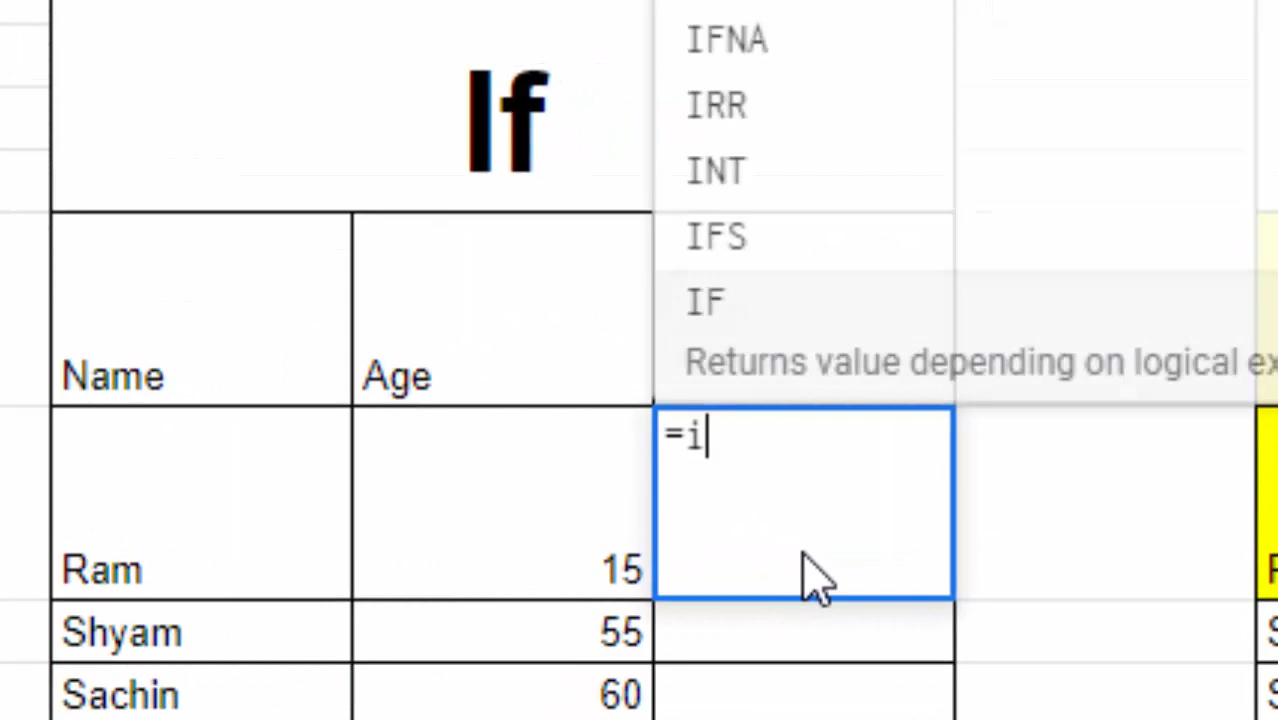 IFNA
If
IRR
INT
IFS
IF
Returns value depending on logical
Name Age
=i
Ram 15
Shyam 55
Sachin 60